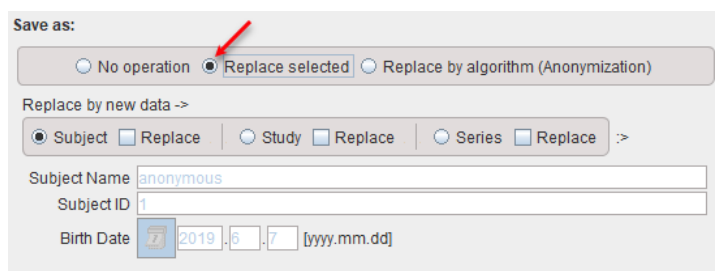 Save as:
No operation Replace selected Replace by algorithm (Anonymization)
Replace by new data ->
Subject Replace Study Replace Series Replace :>
Subject Name anonymous
Subject ID 1
Birth Date 2019 . 6 . 7 [yyyy.mm.dd]